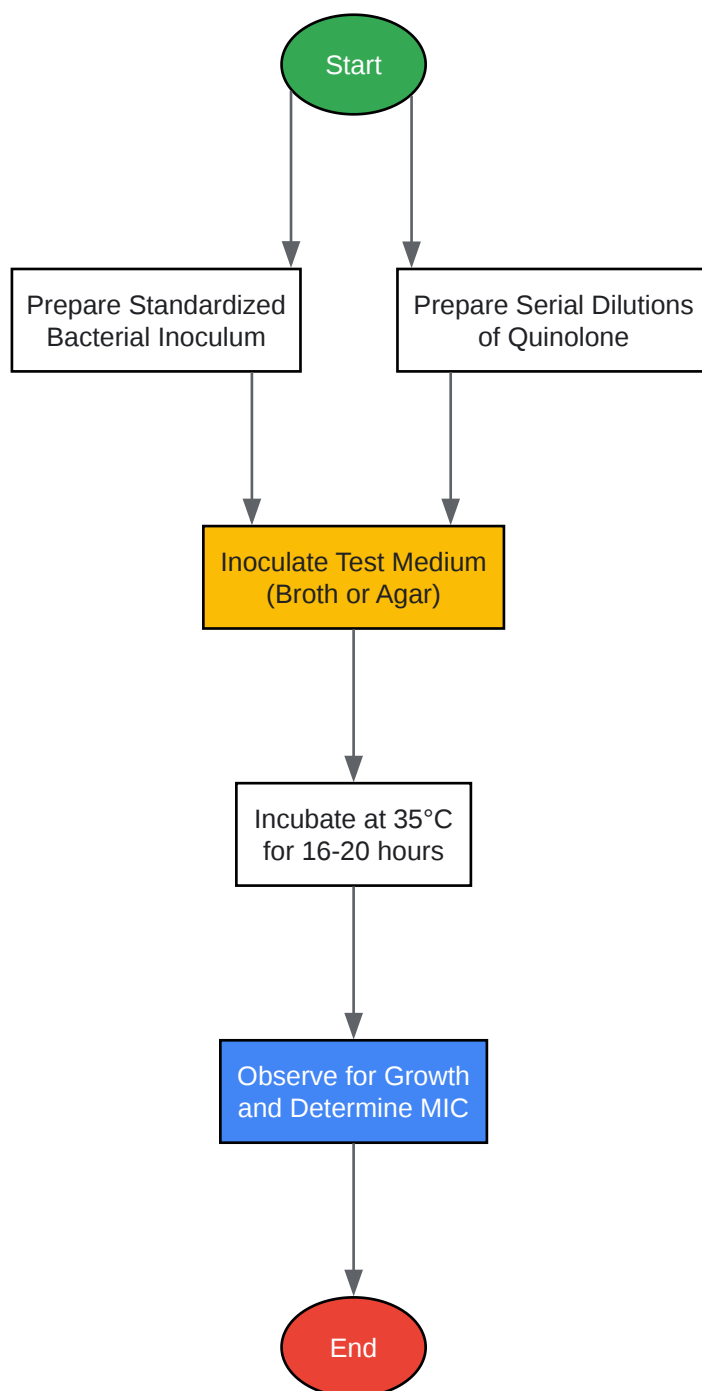 Start
Prepare Standardized
Bacterial Inoculum
Prepare Serial Dilutions
of Quinolone
Inoculate Test Medium
(Broth or Agar)
Incubate at 35°C
for 16-20 hours
Observe for Growth
and Determine MIC
End